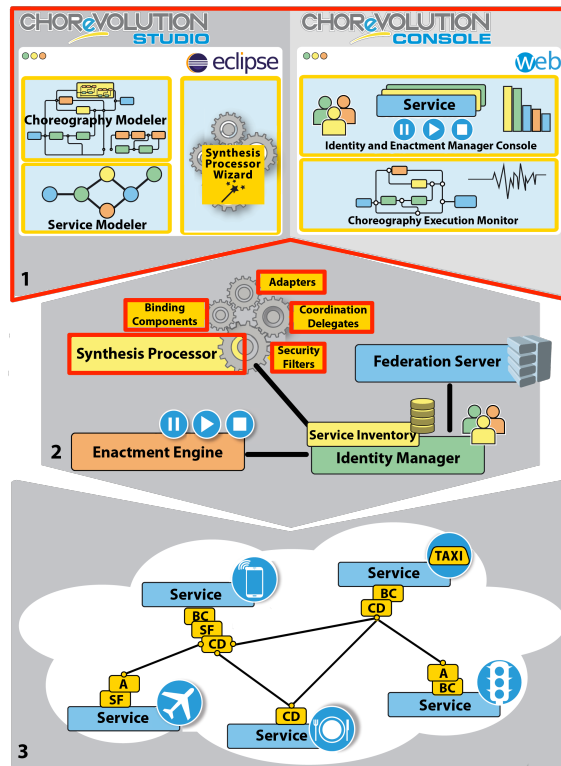 CHOReVOLUTION
STUDIO
CHOReVOLUTION
CONSOLE
eclipse
Web
Choreography Modeler
Synthesis
Processor
Wizard
Service Modeler
Service
Identity and Enactment Manager Console
Choreography Execution Monitor
1
Adapters
Binding
Components
Coordination
Delegates
Synthesis Processor
Security
Filters
Federation Server
Service Inventory
Enactment Engine
Identity Manager
2
TAXI
Service
Service
BC
SF
CD
BC
CD
A
SF
Service
CD
Service
A
BC
Service
3